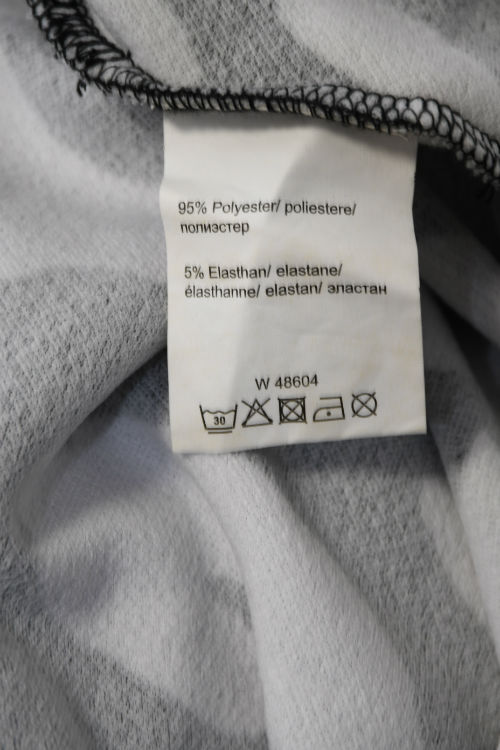 95% Polyester/ poliestere/
полиэстер
5% Elasthan/ elastane/
élasthanne/ elastan/ эластан
W 48604
30